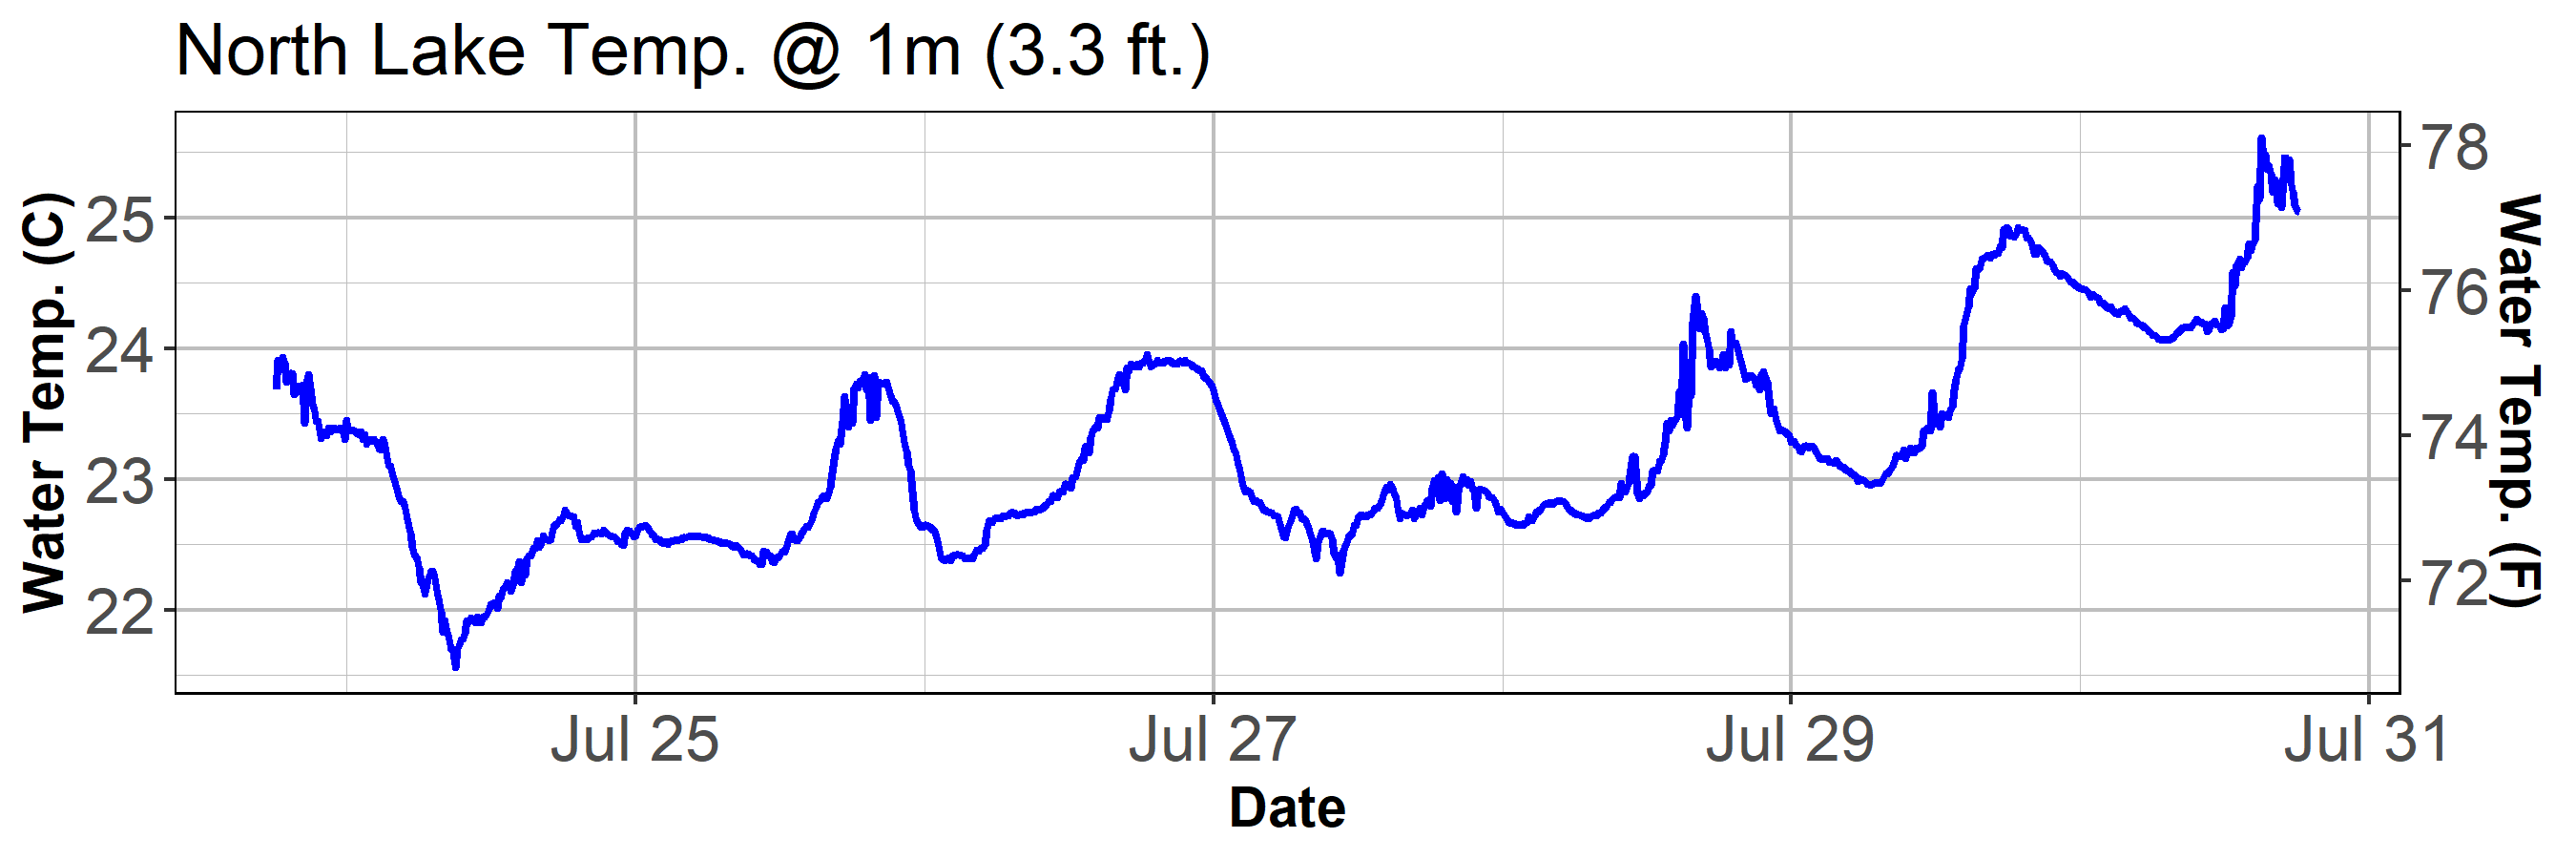 North Lake Temp. @ 1m (3.3 ft.)
Water Temp. (C)
25
24
23
22
78
76
74
72
Water Temp. (F)
Jul 25
Jul 27
Jul 29
Jul 31
Date